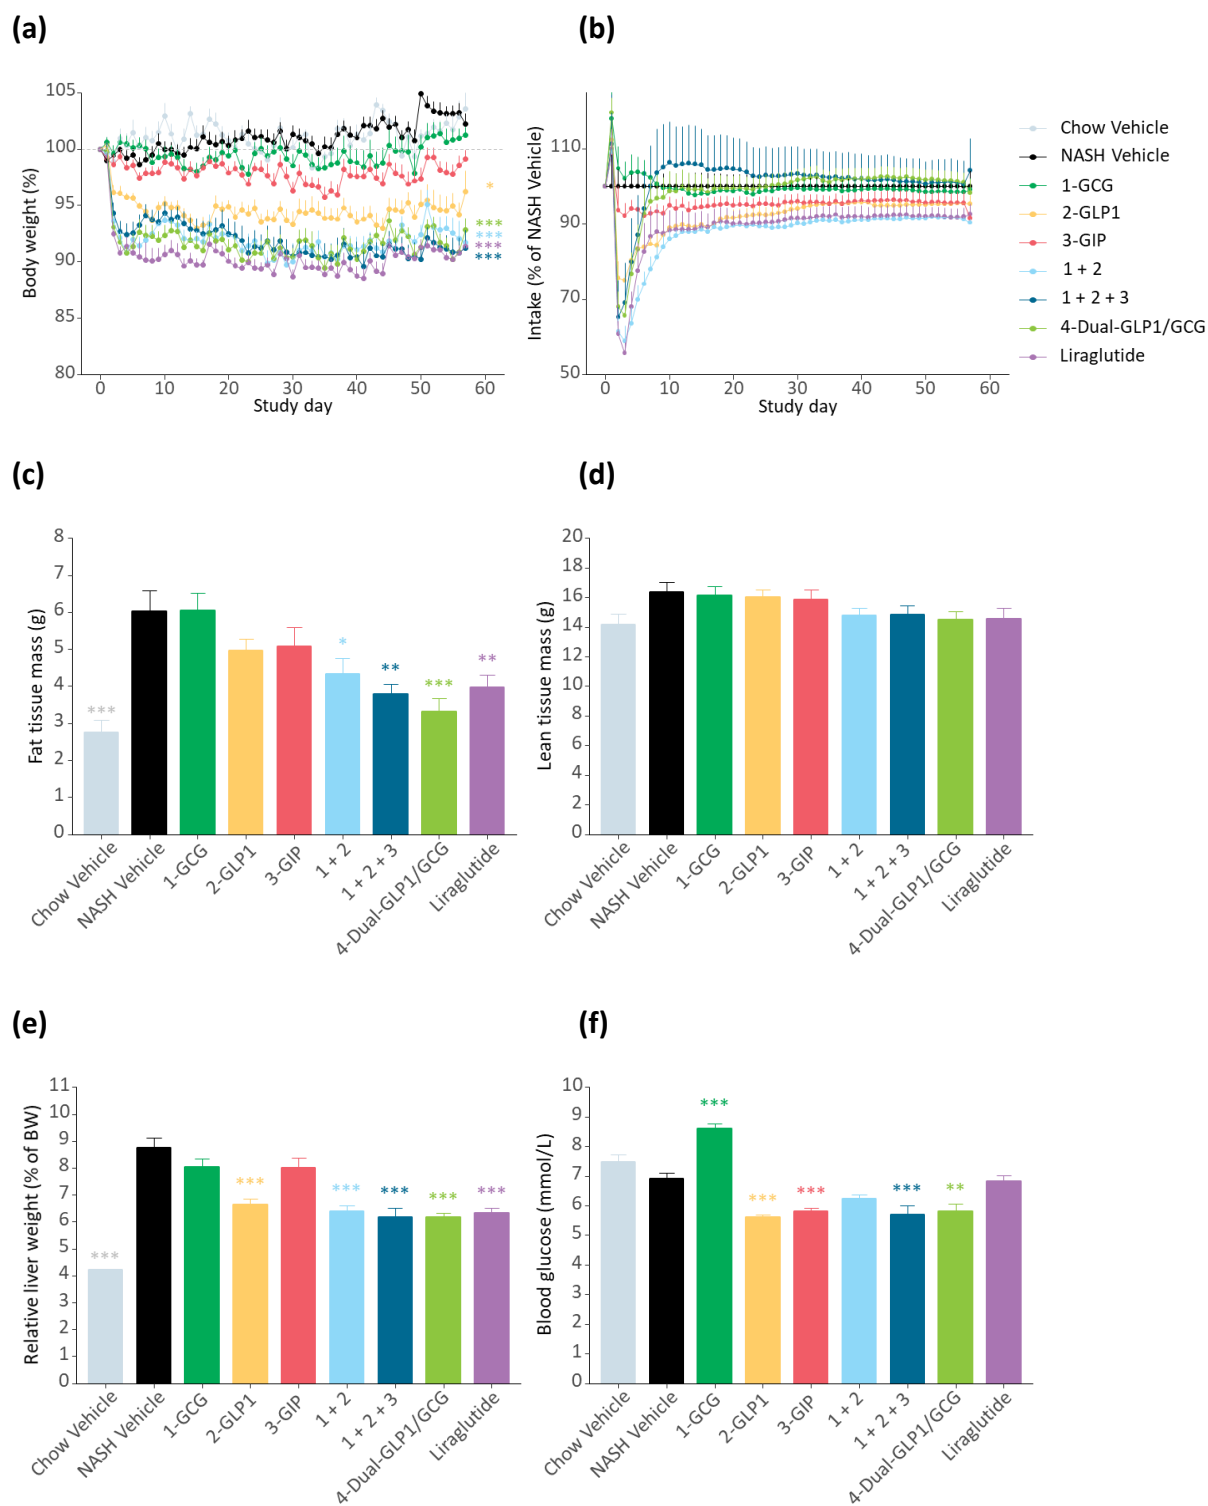 (a)
(b)
105
100
95
90
85
80
Body weight (%)
*
***
***
***
***
0 10 20 30 40 50 60
Study day
110
90
70
50
Intake (% of NASH Vehicle)
0 10 20 30 40 50 60
Study day
Chow Vehicle
NASH Vehicle
1-GCG
2-GLP1
3-GIP
1 + 2
1 + 2 + 3
4-Dual-GLP1/GCG
Liraglutide
(c)
(d)
8
7
6
5
4
3
2
1
0
Fat tissue mass (g)
***
*
**
***
**
Chow Vehicle
NASH Vehicle
1-GCG
2-GLP1
3-GIP
1 + 2
1 + 2 + 3
4-Dual-GLP1/GCG
Liraglutide
20
18
16
14
12
10
8
6
4
2
0
Lean tissue mass (g)
Chow Vehicle
NASH Vehicle
1-GCG
2-GLP1
3-GIP
1 + 2
1 + 2 + 3
4-Dual-GLP1/GCG
Liraglutide
(e)
(f)
11
10
9
8
7
6
5
4
3
2
1
0
Relative liver weight (% of BW)
***
***
***
***
***
***
Chow Vehicle
NASH Vehicle
1-GCG
2-GLP1
3-GIP
1 + 2
1 + 2 + 3
4-Dual-GLP1/GCG
Liraglutide
10
9
8
7
6
5
4
3
2
1
0
Blood glucose (mmol/L)
***
***
***
***
**
Chow Vehicle
NASH Vehicle
1-GCG
2-GLP1
3-GIP
1 + 2
1 + 2 + 3
4-Dual-GLP1/GCG
Liraglutide